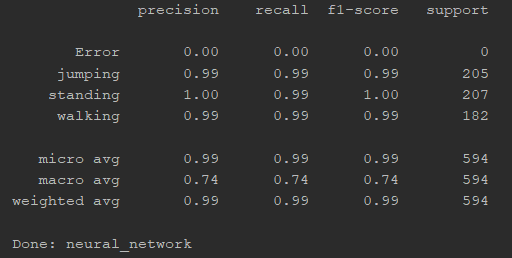 precision recall f1-score support
Error 0.00 0.00 0.00 0
jumping 0.99 0.99 0.99 205
standing 1.00 0.99 1.00 207
walking 0.99 0.99 0.99 182
micro avg 0.99 0.99 0.99 594
macro avg 0.74 0.74 0.74 594
weighted avg 0.99 0.99 0.99 594
Done: neural_network